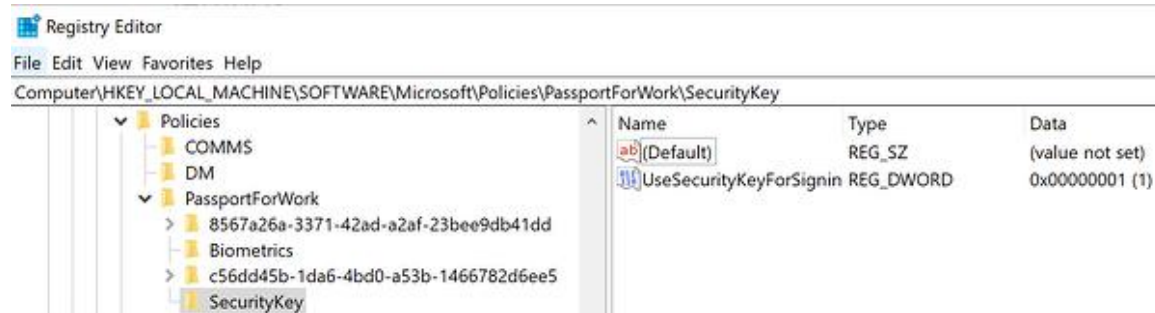 Registry Editor
File Edit View Favorites Help
Computer\HKEY_LOCAL_MACHINE\SOFTWARE\Microsoft\Policies\PassportForWork\SecurityKey
Policies
COMMS
DM
PassportForWork
8567a26a-3371-42ad-a2af-23bee9db41dd
Biometrics
c56dd45b-1da6-4bd0-a53b-1466782d6ee5
SecurityKey
Name Type Data
(Default) REG_SZ (value not set)
UseSecurityKeyForSignin REG_DWORD 0x00000001 (1)